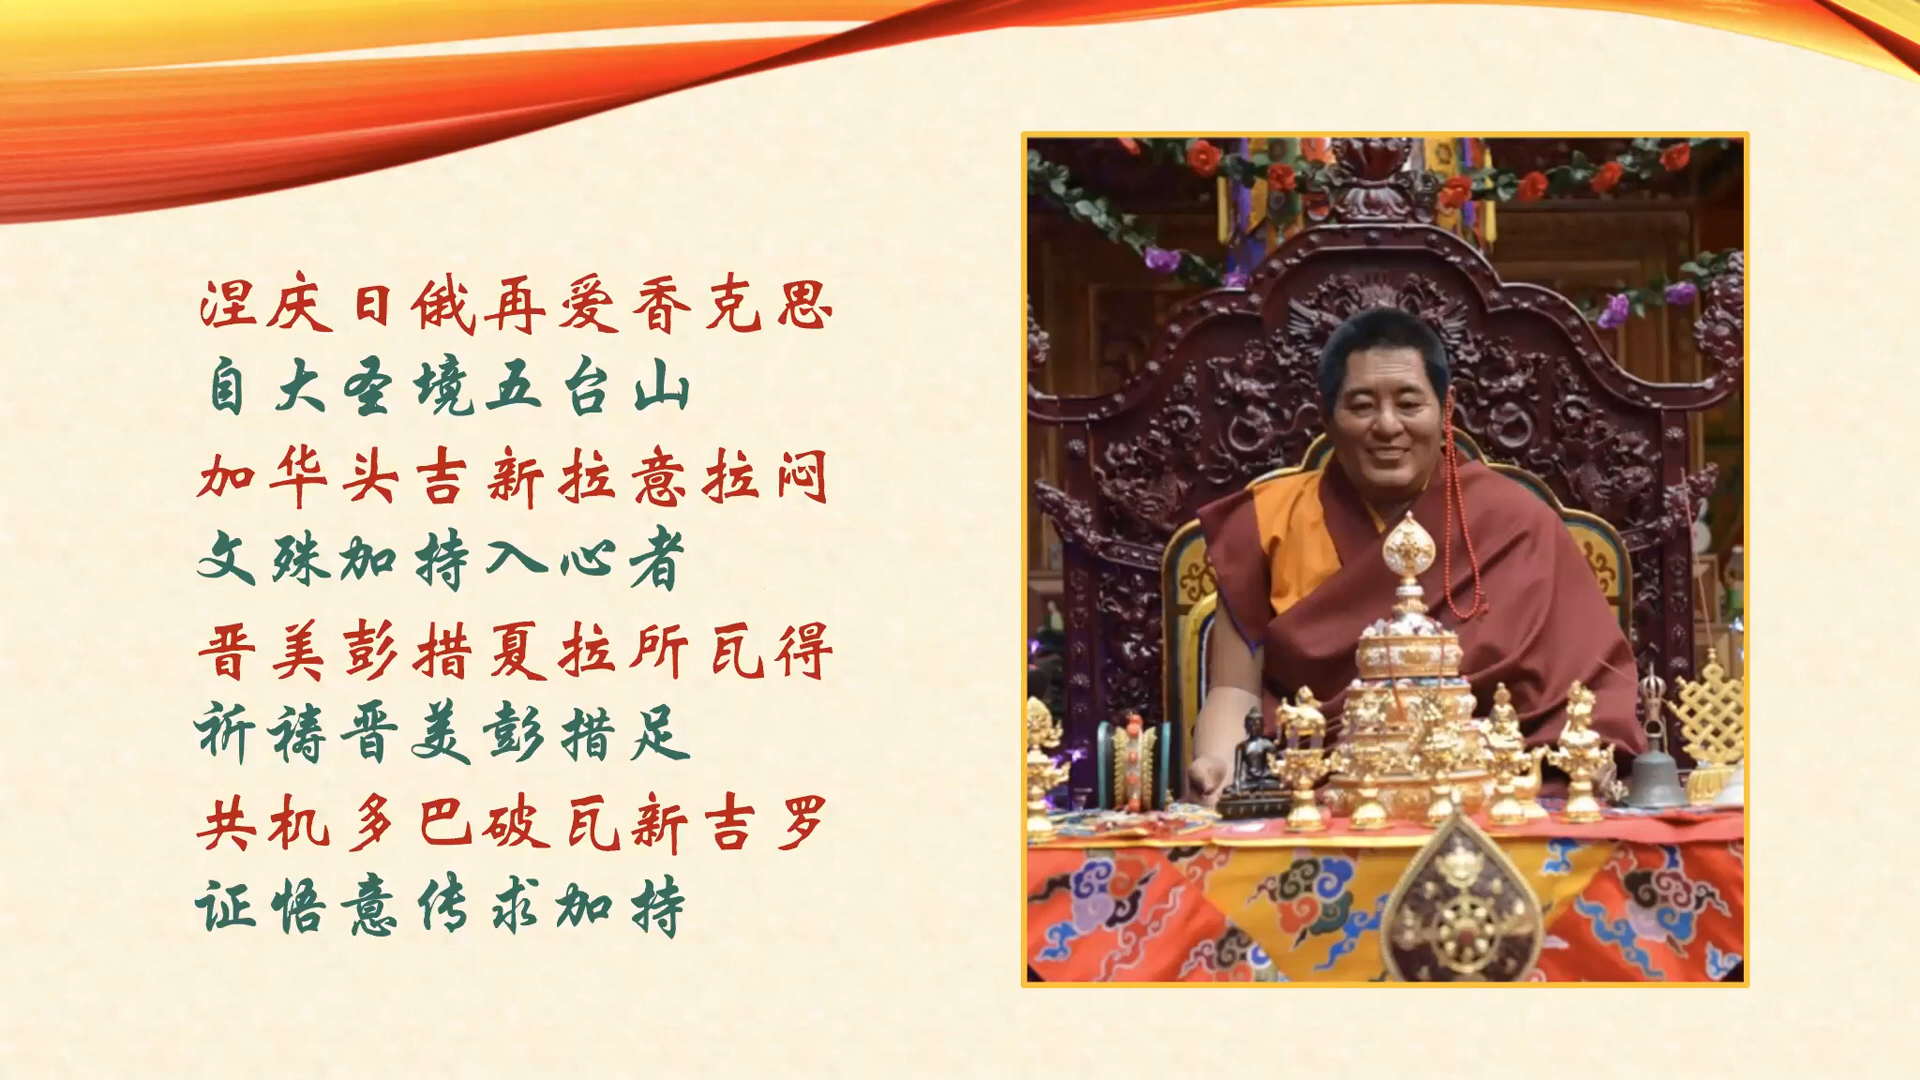 涅庆日俄再爱香克思
自大圣境五台山
加华头吉新拉意拉闷
文殊加持入心者
晋美彭措夏拉所瓦得
祈祷晋美彭措足
共机多巴破瓦新吉罗
证悟意传求加持